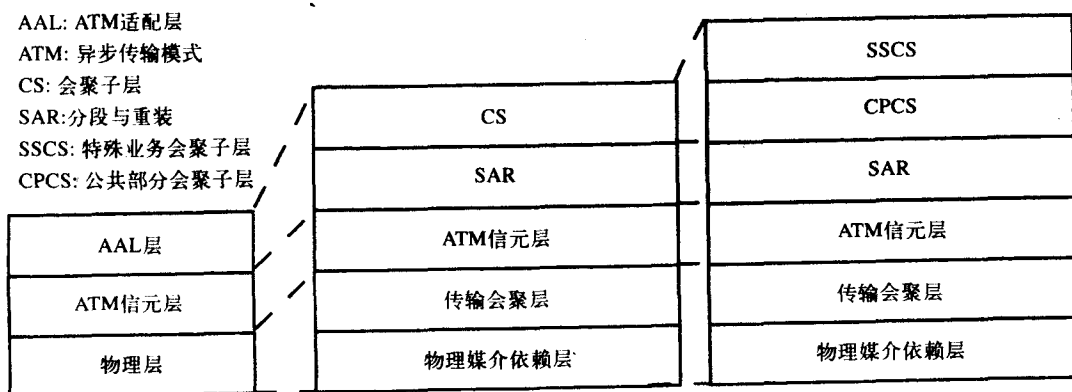 AAL: ATM适配层
ATM: 异步传输模式
CS: 会聚子层
SAR:分段与重装
SSCS: 特殊业务会聚子层
CPCS: 公共部分会聚子层
AAL层
ATM信元层
物理层
CS
SAR
ATM信元层
传输会聚层
物理媒介依赖层
SSCS
CPCS
SAR
ATM信元层
传输会聚层
物理媒介依赖层